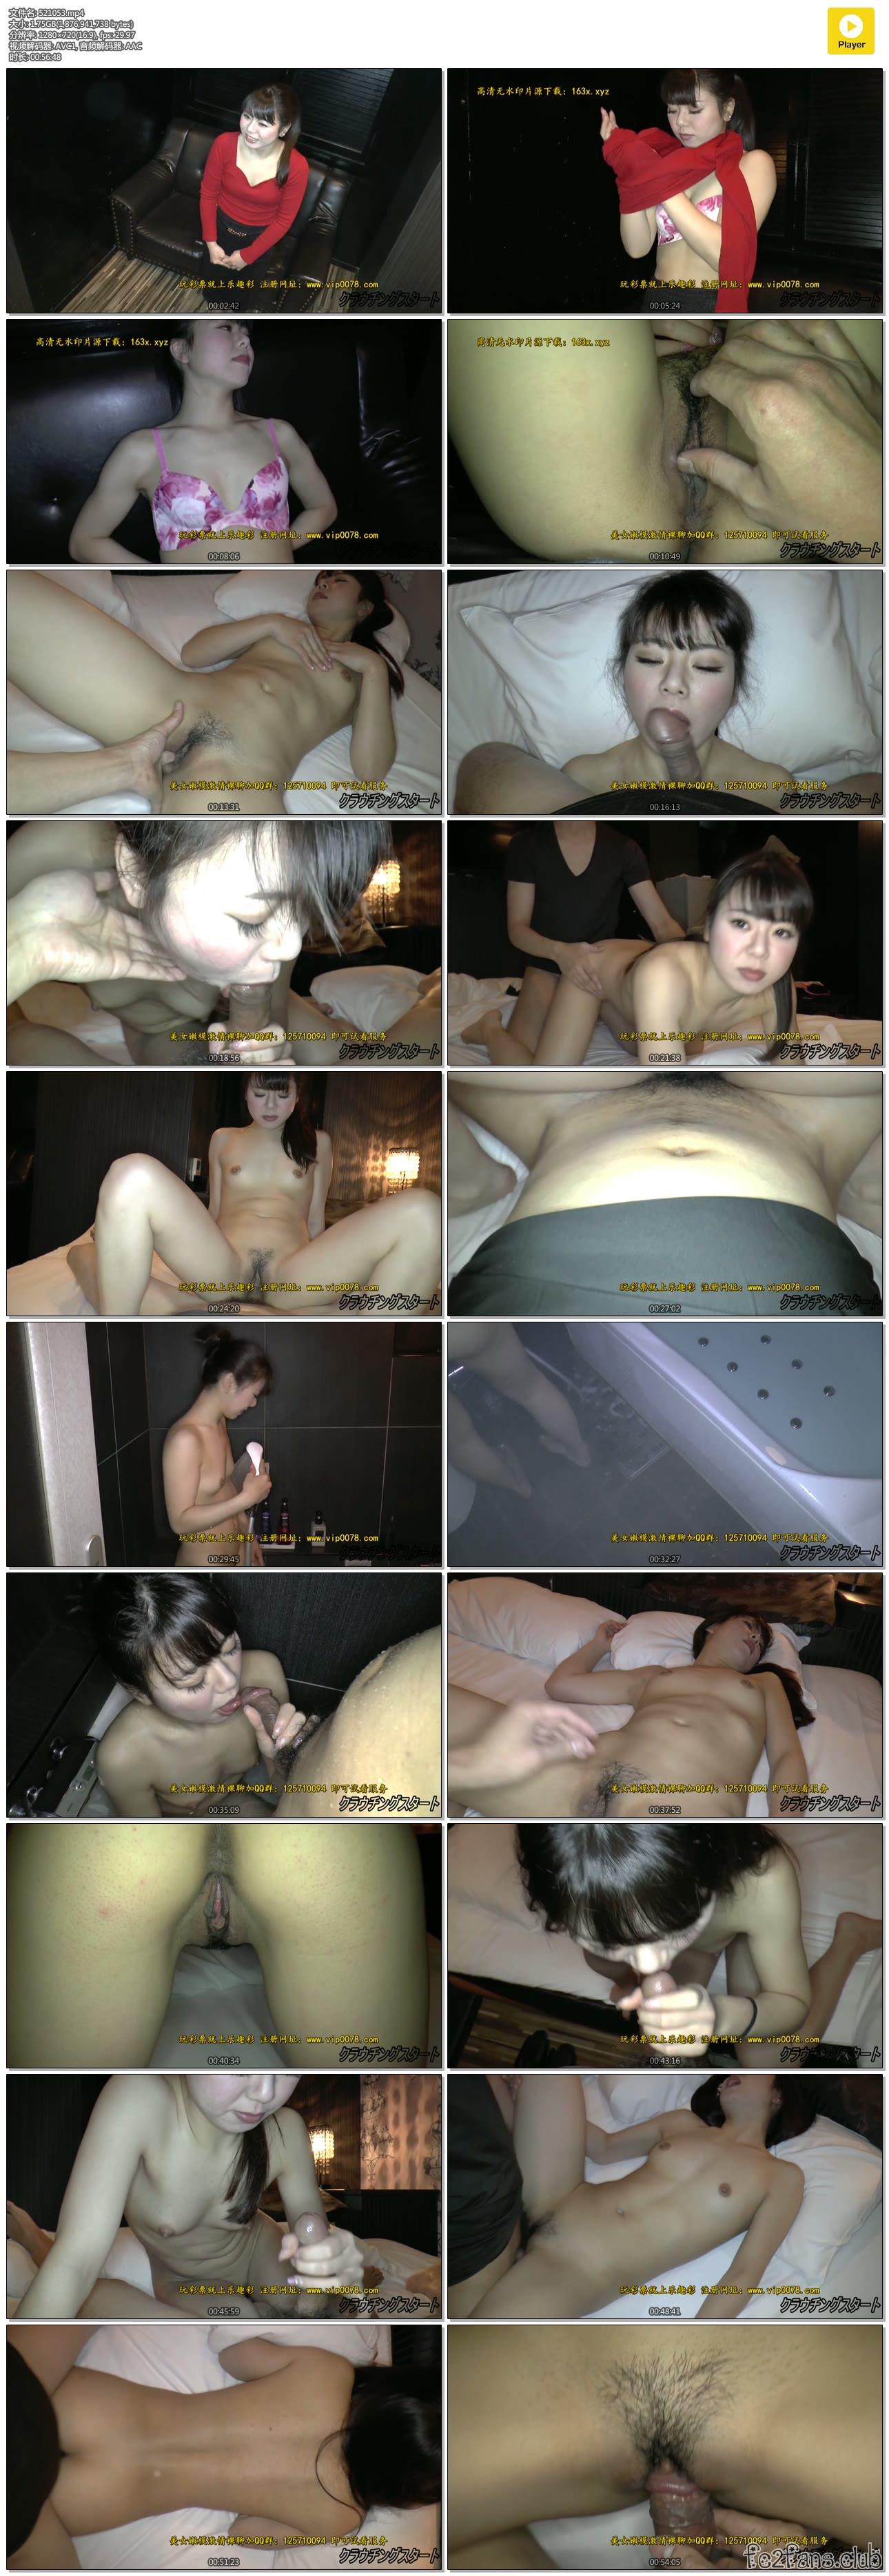 文件名: 521053.mp4
大小: 1.75GB(1,876,941,738 bytes)
分辨率: 1280×720(16:9), fps: 29.97
视频解码器: AVC1, 音频解码器: AAC
时长: 00:56:48
Player
高清无水印片源下载：163x.xyz
玩彩票就上乐趣彩 注册网址：www.vip0078.com
クラウチングスタート
00:02:42
玩彩票就上乐趣彩 注册网址：www.vip0078.com
00:05:24
高清无水印片源下载：163x.xyz
高清无水印片源下载：163x.xyz
玩彩票就上乐趣彩 注册网址：www.vip0078.com
00:08:06
美女嫩模激情裸聊加QQ群：125710094 即可试看服务
クラウチングスタート
00:10:49
美女嫩模激情裸聊加QQ群：125710094 即可试看服务
クラウチングスタート
00:13:31
美女嫩模激情裸聊加QQ群：125710094 即可试看服务
クラウチングスタート
00:16:13
美女嫩模激情裸聊加QQ群：125710094 即可试看服务
クラウチングスタート
00:18:56
玩彩票就上乐趣彩 注册网址：www.vip0078.com
クラウチングスタート
00:21:38
玩彩票就上乐趣彩 注册网址：www.vip0078.com
クラウチングスタート
00:24:20
玩彩票就上乐趣彩 注册网址：www.vip0078.com
クラウチングスタート
00:27:02
玩彩票就上乐趣彩 注册网址：www.vip0078.com
00:29:45
美女嫩模激情裸聊加QQ群：125710094 即可试看服务
クラウチングスタート
00:32:27
美女嫩模激情裸聊加QQ群：125710094 即可试看服务
クラウチングスタート
00:35:09
美女嫩模激情裸聊加QQ群：125710094 即可试看服务
クラウチングスタート
00:37:52
玩彩票就上乐趣彩 注册网址：www.vip0078.com
クラウチングスタート
00:40:34
玩彩票就上乐趣彩 注册网址：www.vip0078.com
クラウチングスタート
00:43:16
玩彩票就上乐趣彩 注册网址：www.vip0078.com
クラウチングスタート
00:45:59
玩彩票就上乐趣彩 注册网址：www.vip0078.com
クラウチングスタート
00:48:41
美女嫩模激情裸聊加QQ群：125710094 即可试看服务
クラウチングスタート
00:51:23
美女嫩模激情裸聊加QQ群：125710094 即可试看服务
00:54:05
fc2fans.club